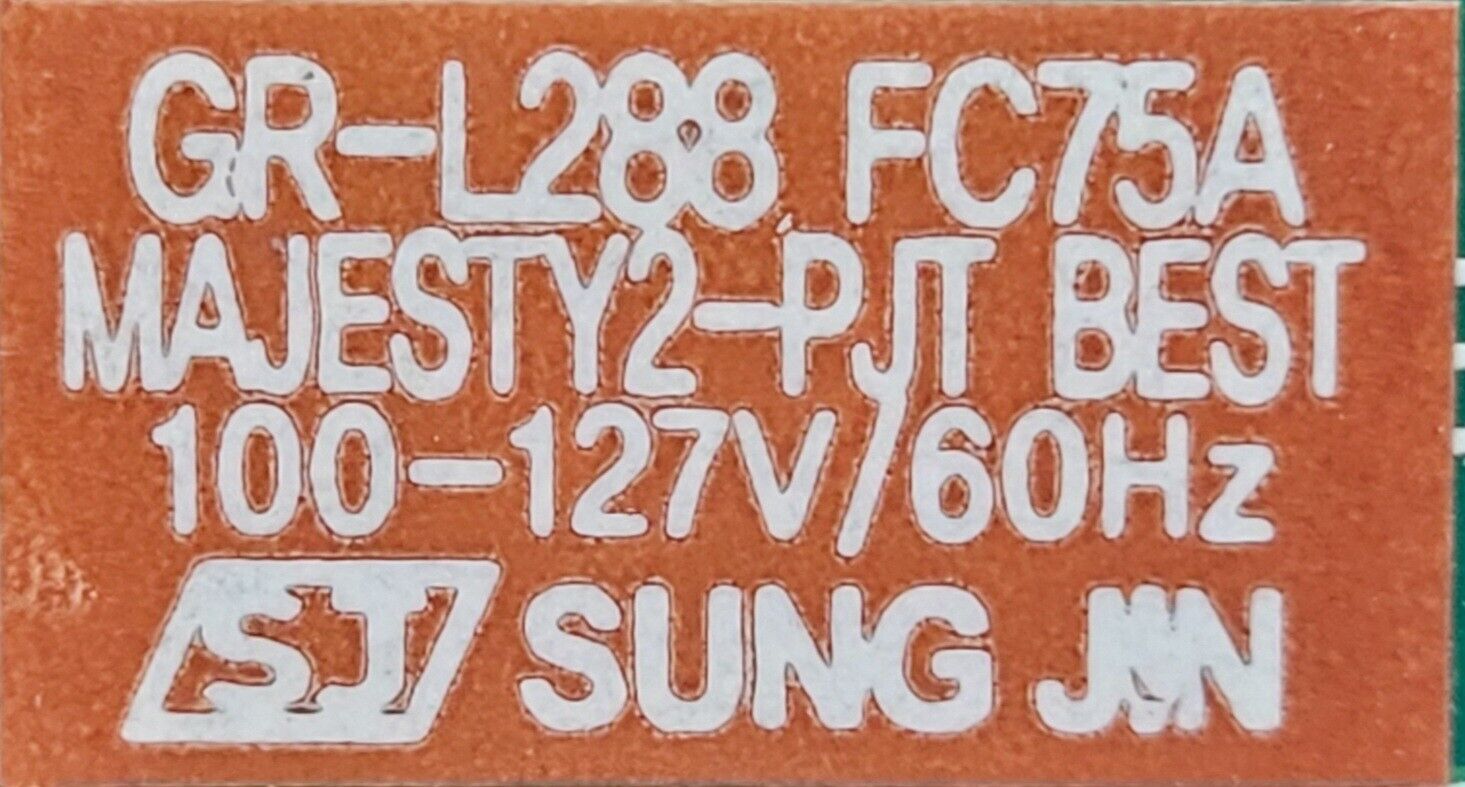 GR-L288 FC75A
MAJESTY2-PJT BEST
100-127V/60Hz
SJ SUNG JIN